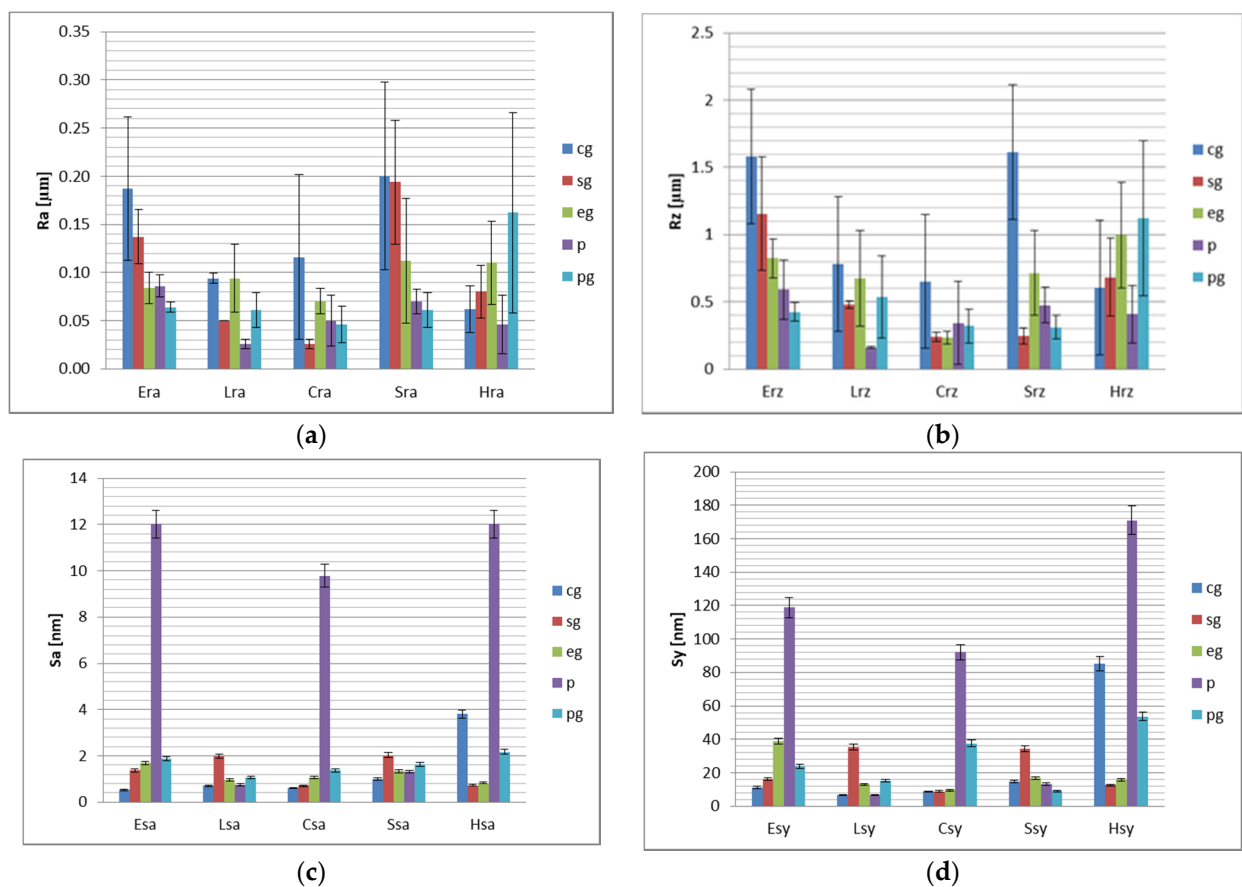 0.35
0.30
0.25
0.20
0.15
0.10
0.05
0.00
Ra [µm]
Era Lra Cra Sra Hra
cg
sg
eg
p
pg
(a)
2.5
2
1.5
1
0.5
0
Rz [µm]
Erz Lrz Crz Srz Hrz
cg
sg
eg
p
pg
(b)
14
12
10
8
6
4
2
0
Sa [nm]
Esa Lsa Csa Ssa Hsa
cg
sg
eg
p
pg
(c)
200
180
160
140
120
100
80
60
40
20
0
Sy [nm]
Esy Lsy Csy Ssy Hsy
cg
sg
eg
p
pg
(d)